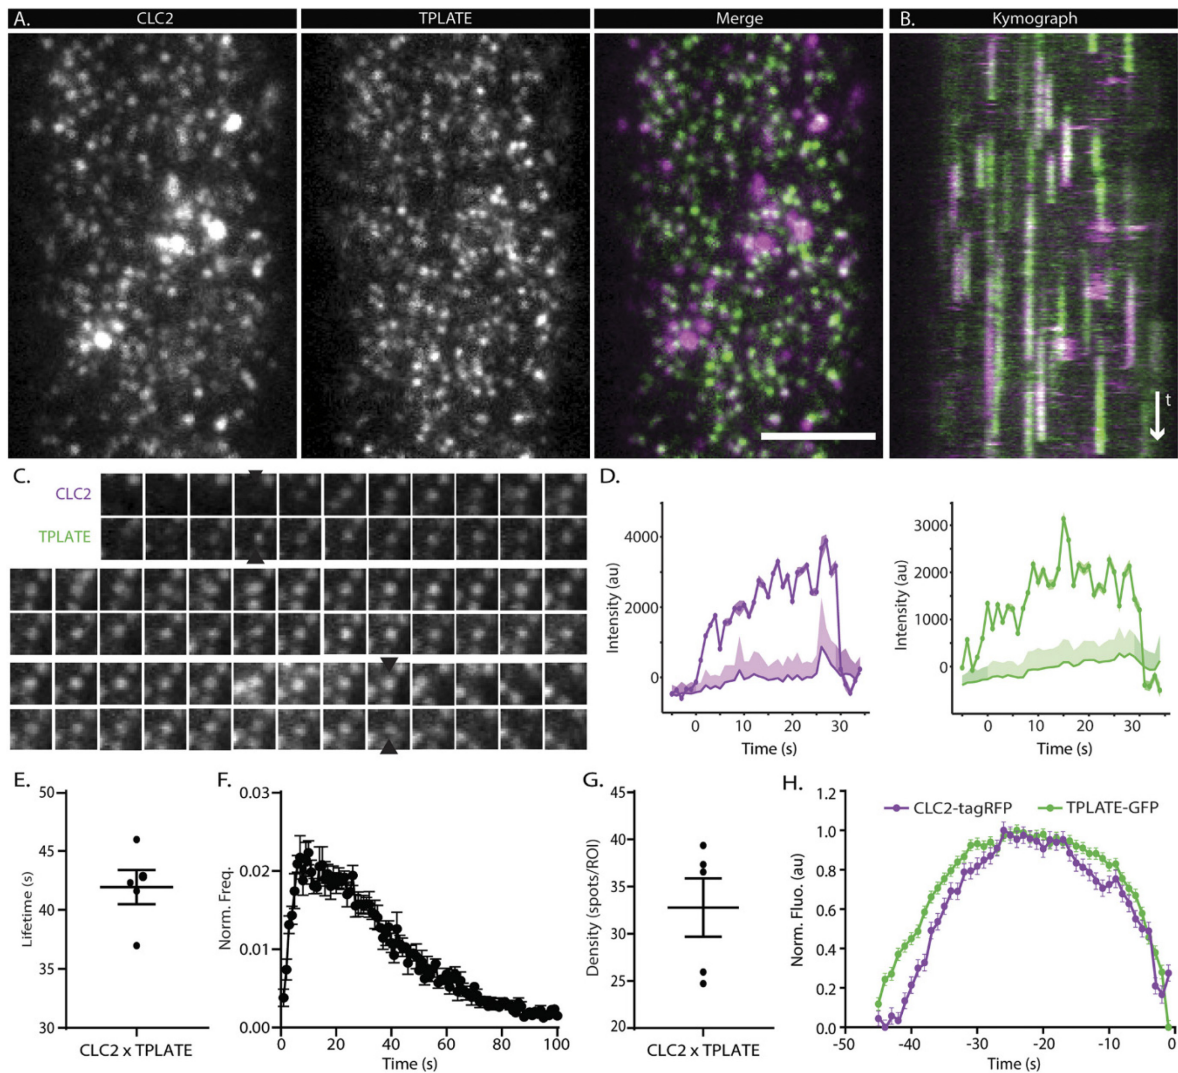 A. CLC2 TPLATE Merge B. Kymograph
t
C.
CLC2
TPLATE
D.
Intensity (au)
4000
2000
0
0 10 20 30
Time (s)
Intensity (au)
3000
2000
1000
0
0 10 20 30
Time (s)
E.
Lifetime (s)
50
45
40
35
30
CLC2 x TPLATE
F.
Norm. Freq.
0.03
0.02
0.01
0.00
0 20 40 60 80 100
Time (s)
G.
Density (spots/ROI)
45
40
35
30
25
20
CLC2 x TPLATE
H.
Norm. Fluo. (au)
1.2
1.0
0.8
0.6
0.4
0.2
0.0
CLC2-tagRFP TPLATE-GFP
-50 -40 -30 -20 -10 0
Time (s)